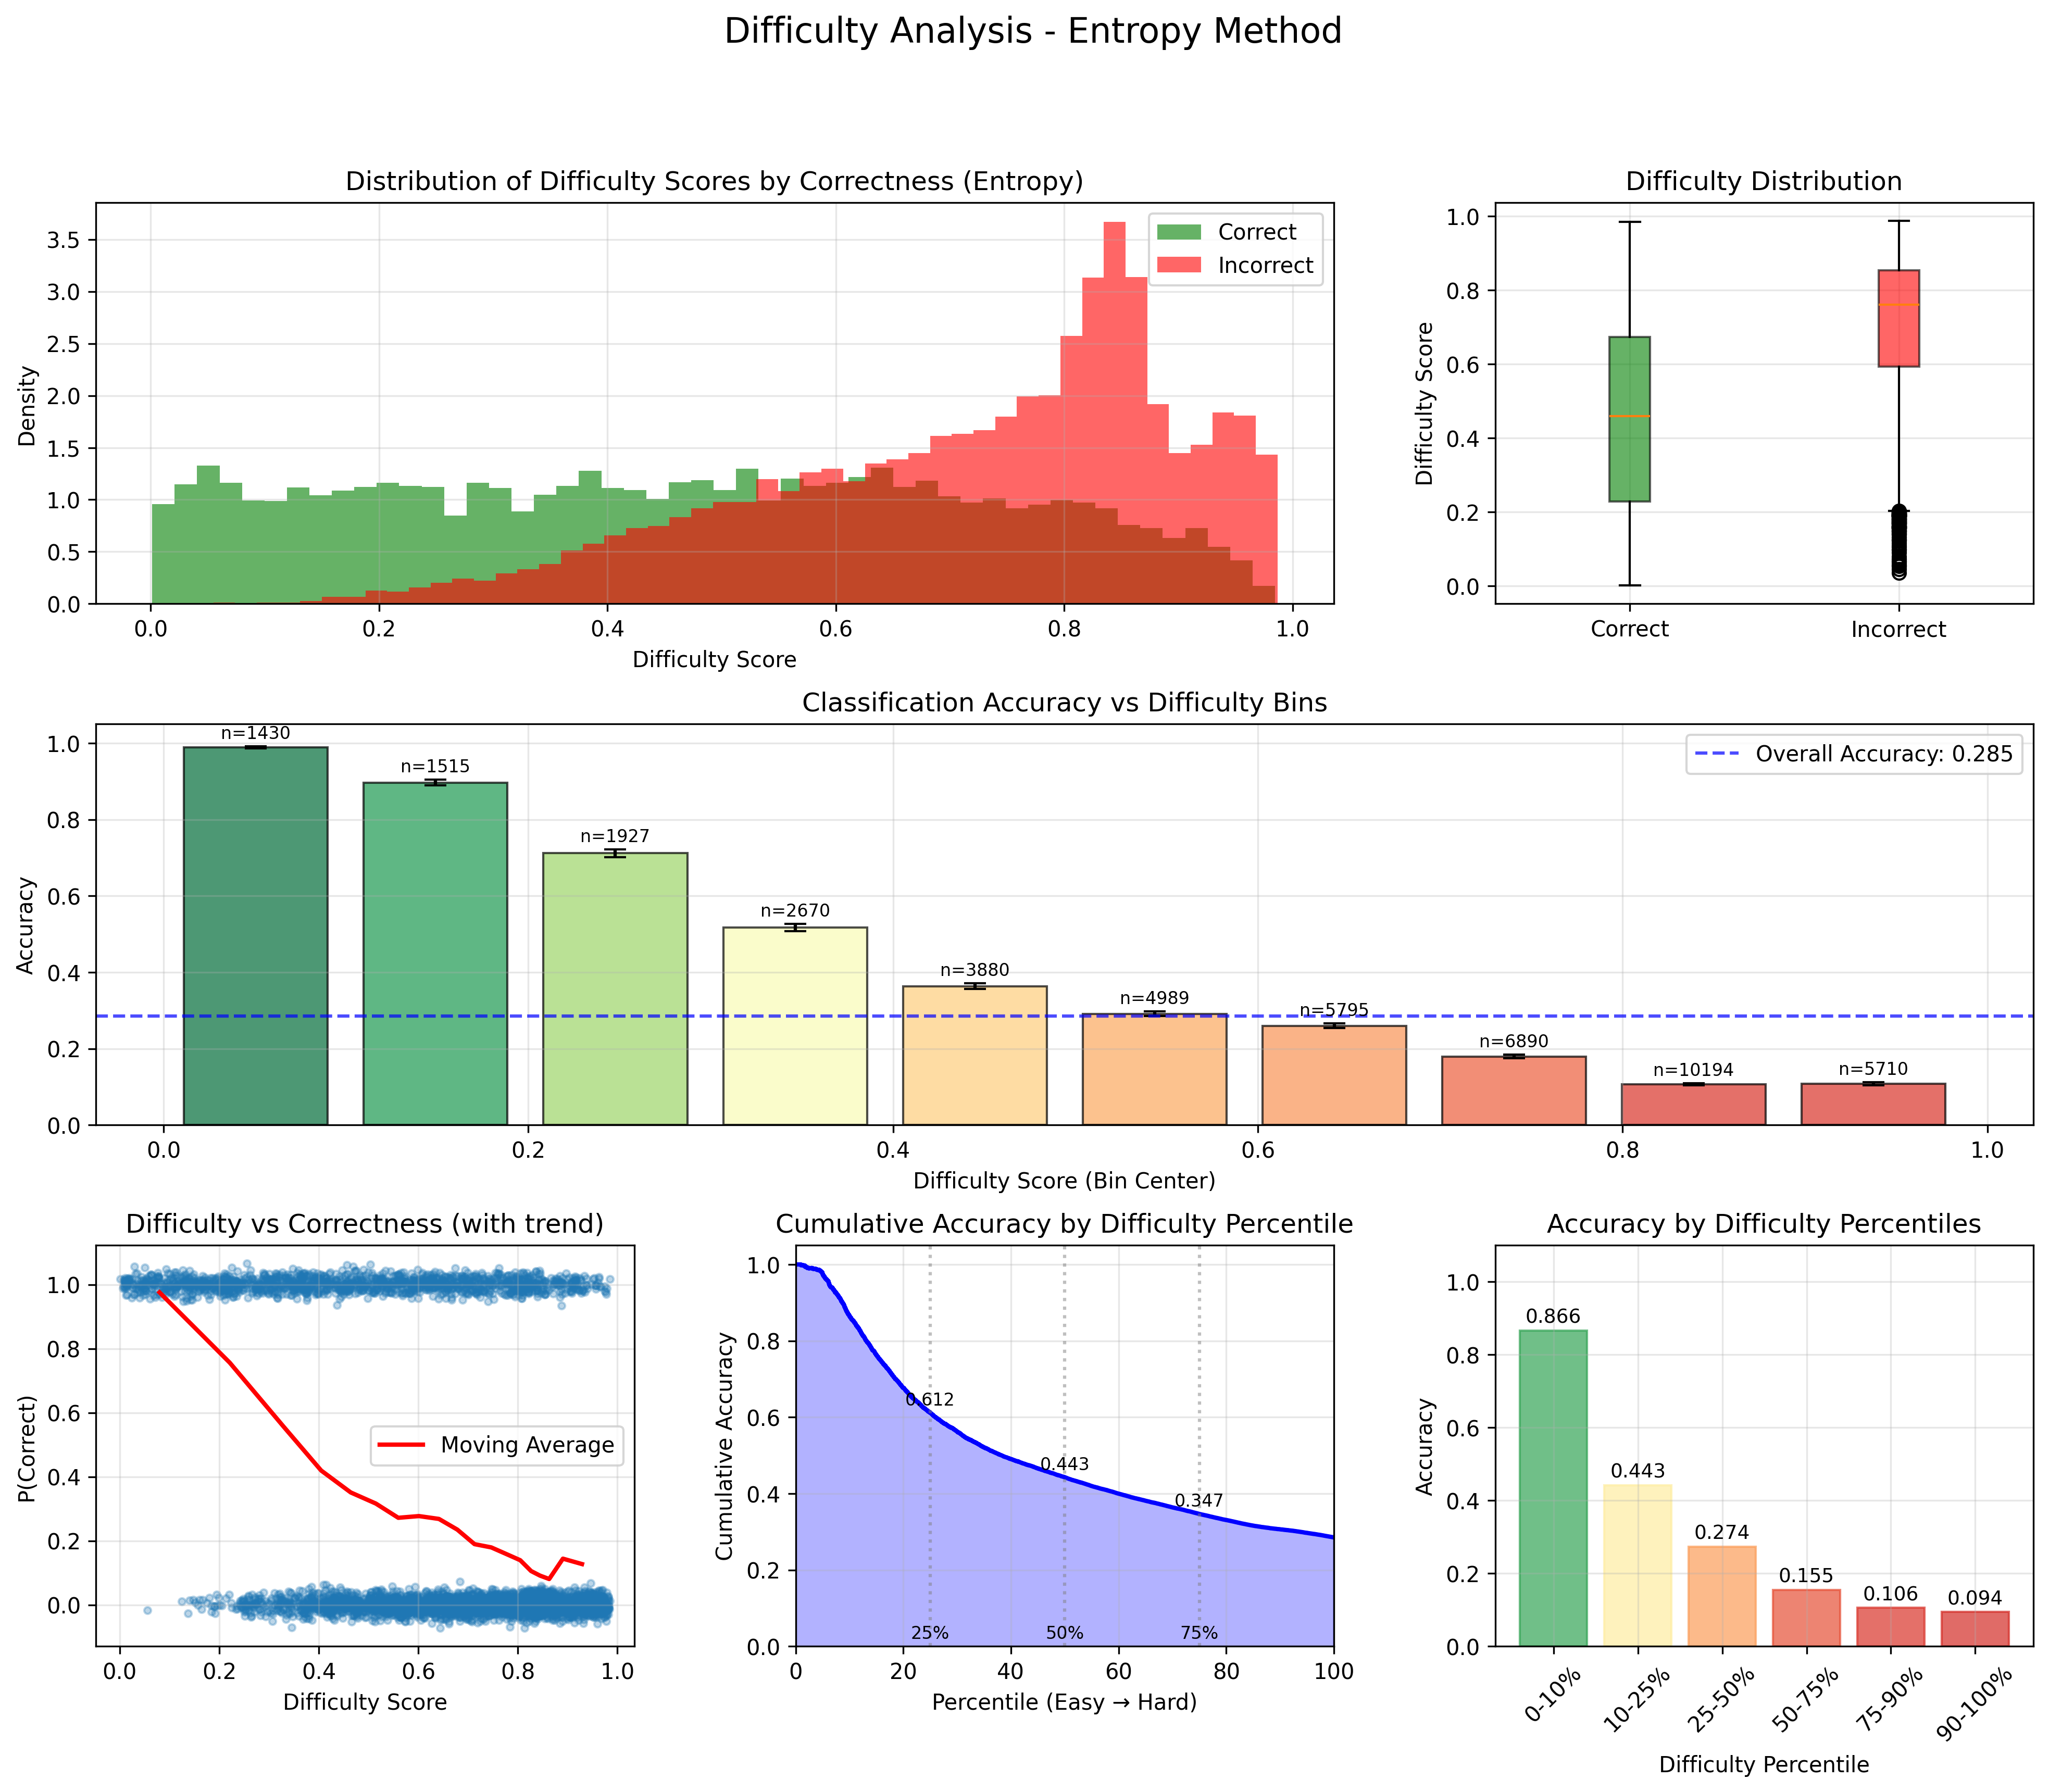 Difficulty Analysis - Entropy Method
Distribution of Difficulty Scores by Correctness (Entropy)
Density
3.5
3.0
2.5
2.0
1.5
1.0
0.5
0.0
Correct
Incorrect
0.0 0.2 0.4 0.6 0.8 1.0
Difficulty Score
Difficulty Distribution
Difficulty Score
1.0
0.8
0.6
0.4
0.2
0.0
Correct Incorrect
Classification Accuracy vs Difficulty Bins
Accuracy
1.0
0.8
0.6
0.4
0.2
0.0
n=1430
n=1515
n=1927
n=2670
n=3880
n=4989
n=5795
n=6890
n=10194
n=5710
Overall Accuracy: 0.285
0.0 0.2 0.4 0.6 0.8 1.0
Difficulty Score (Bin Center)
Difficulty vs Correctness (with trend)
P(Correct)
1.0
0.8
0.6
0.4
0.2
0.0
Moving Average
0.0 0.2 0.4 0.6 0.8 1.0
Difficulty Score
Cumulative Accuracy by Difficulty Percentile
Cumulative Accuracy
1.0
0.8
0.6
0.4
0.2
0.0
0.612
0.443
0.347
25% 50% 75%
0 20 40 60 80 100
Percentile (Easy → Hard)
Accuracy by Difficulty Percentiles
Accuracy
1.0
0.8
0.6
0.4
0.2
0.0
0.866
0.443
0.274
0.155
0.106
0.094
0-10% 10-25% 25-50% 50-75% 75-90% 90-100%
Difficulty Percentile